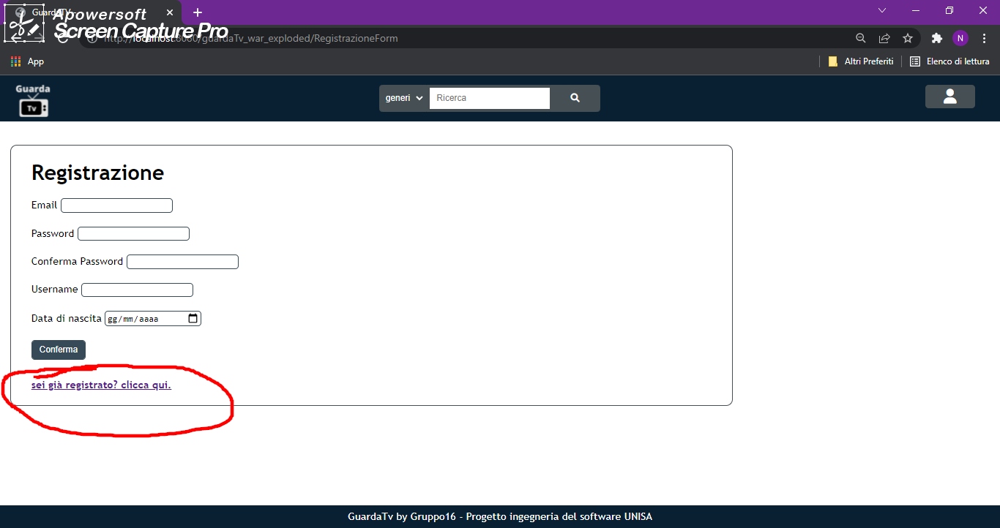 GuardaTv
Apowersoft
Screen Capture Pro
http://localhost:8080/guardaTv_war_exploded/RegistrazioneForm
N
App
Altri Preferiti
Elenco di lettura
Guarda
Tv
generi
Ricerca
Registrazione
Email
Password
Conferma Password
Username
Data di nascita gg/mm/aaaa
Conferma
sei già registrato? clicca qui.
GuardaTv by Gruppo16 - Progetto ingegneria del software UNISA